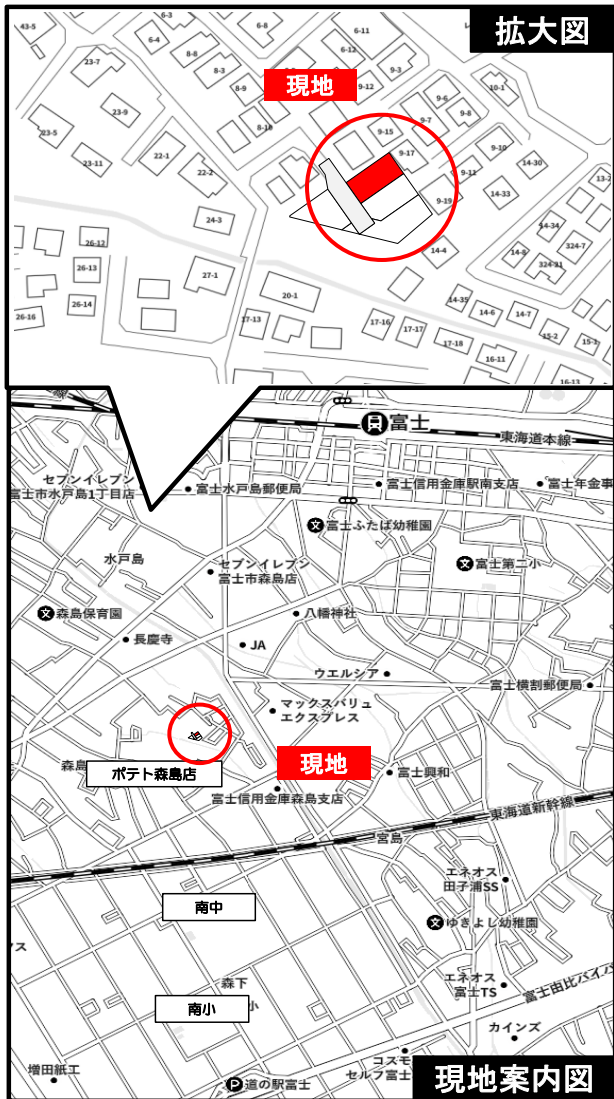 拡大図
現地
43-5
6-3
6-8
6-4
6-11
8-8
6-12
23-7
8-3
9-3
8-9
9-12
9-6
10-1
23-9
9-8
9-7
8-10
9-15
23-5
9-10
9-17
22-1
23-11
14-30
22-2
9-12
13-2
9-19
14-33
24-3
14-34
26-12
324-7
14-4
14-8
26-13
27-1
324-21
20-1
14-35
26-14
14-6
14-7
26-16
17-13
17-16
17-17
15-2
15-1
17-18
16-11
16-13
富士
東海道本線
セブンイレブン
富士市水戸島1丁目店
富士水戸島郵便局
富士信用金庫駅南支店
富士年金事
富士ふたば幼稚園
水戸島
セブンイレブン
富士市森島店
富士第二小
森島保育園
八幡神社
長慶寺
JA
ウエルシア
富士横割郵便局
マックスバリュ
エクスプレス
現地
森島
ポテト森島店
富士興和
富士信用金庫森島支店
東海道新幹線
宮島
エネオス
田子浦SS
南中
ゆきよし幼稚園
クス
森下
エネオス
富士TS
富士由比バイパ
南小
小
カインズ
コスモ
セルフ富士
増田紙工
P
道の駅富士
現地案内図